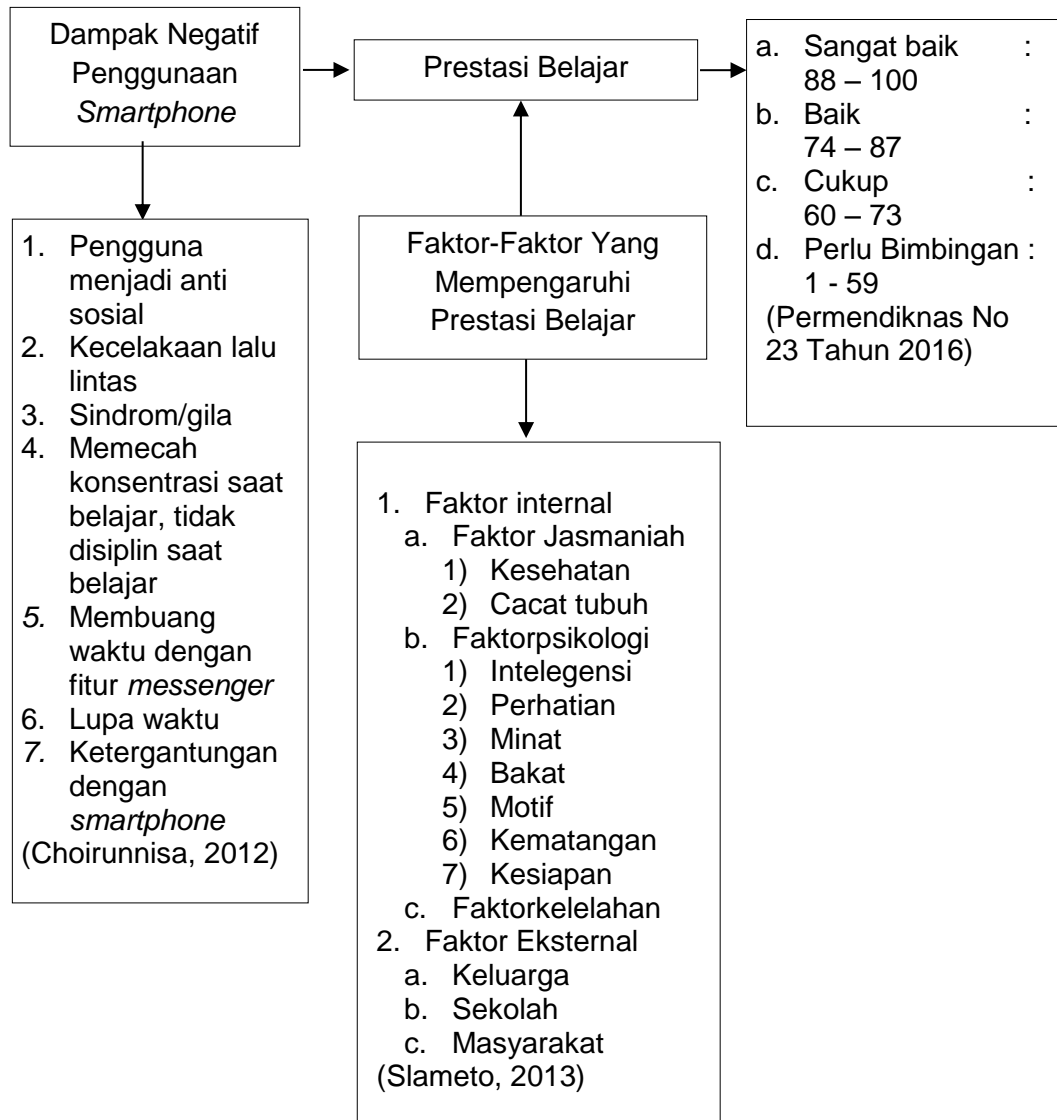 Dampak Negatif
Penggunaan
Smartphone
Prestasi Belajar
a. Sangat baik :
88 – 100
b. Baik :
74 – 87
c. Cukup :
60 – 73
d. Perlu Bimbingan :
1 - 59
(Permendiknas No
23 Tahun 2016)
1. Pengguna
menjadi anti
sosial
2. Kecelakaan lalu
lintas
3. Sindrom/gila
4. Memecah
konsentrasi saat
belajar, tidak
disiplin saat
belajar
5. Membuang
waktu dengan
fitur messenger
6. Lupa waktu
7. Ketergantungan
dengan
smartphone
(Choirunnisa, 2012)
Faktor-Faktor Yang
Mempengaruhi
Prestasi Belajar
1. Faktor internal
a. Faktor Jasmaniah
1) Kesehatan
2) Cacat tubuh
b. Faktorpsikologi
1) Intelegensi
2) Perhatian
3) Minat
4) Bakat
5) Motif
6) Kematangan
7) Kesiapan
c. Faktorkelelahan
2. Faktor Eksternal
a. Keluarga
b. Sekolah
c. Masyarakat
(Slameto, 2013)